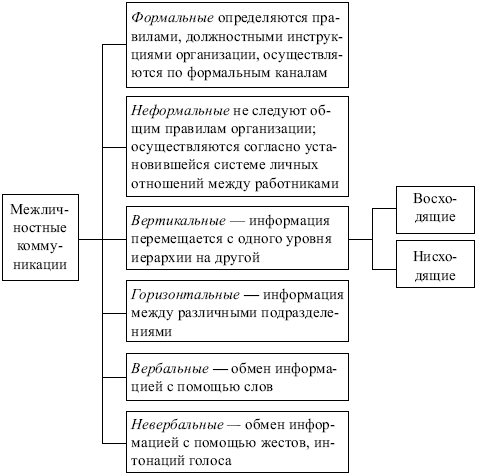 Формальные определяются пра-
вилами, должностными инструк-
циями организации, осуществля-
ются по формальным каналам
Неформальные не следуют об-
щим правилам организации;
осуществляются согласно уста-
новившейся системе личных
отношений между работниками
Межлич-
ностные
комму-
никации
Вертикальные — информация
перемещается с одного уровня
иерархии на другой
Восхо-
дящие
Нисхо-
дящие
Горизонтальные — информация
между различными подразделе-
ниями
Вербальные — обмен информа-
цией с помощью слов
Невербальные — обмен инфор-
мацией с помощью жестов, ин-
тонаций голоса